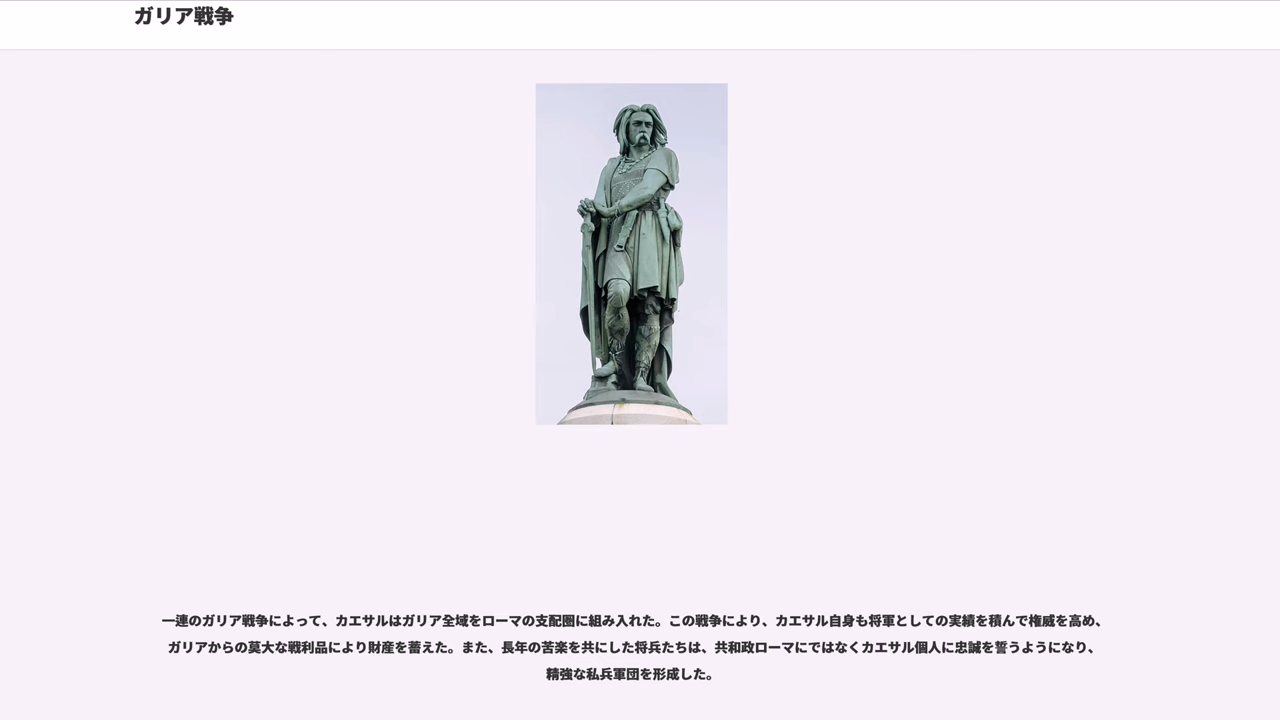 ガリア戦争
一連のガリア戦争によって、カエサルはガリア全域をローマの支配圏に組み入れた。この戦争により、カエサル自身も将軍としての実績を積んで権威を高め、
ガリアからの莫大な戦利品により財産を蓄えた。また、長年の苦楽を共にした将兵たちは、共和政ローマにではなくカエサル個人に忠誠を誓うようになり、
精強な私兵軍団を形成した。